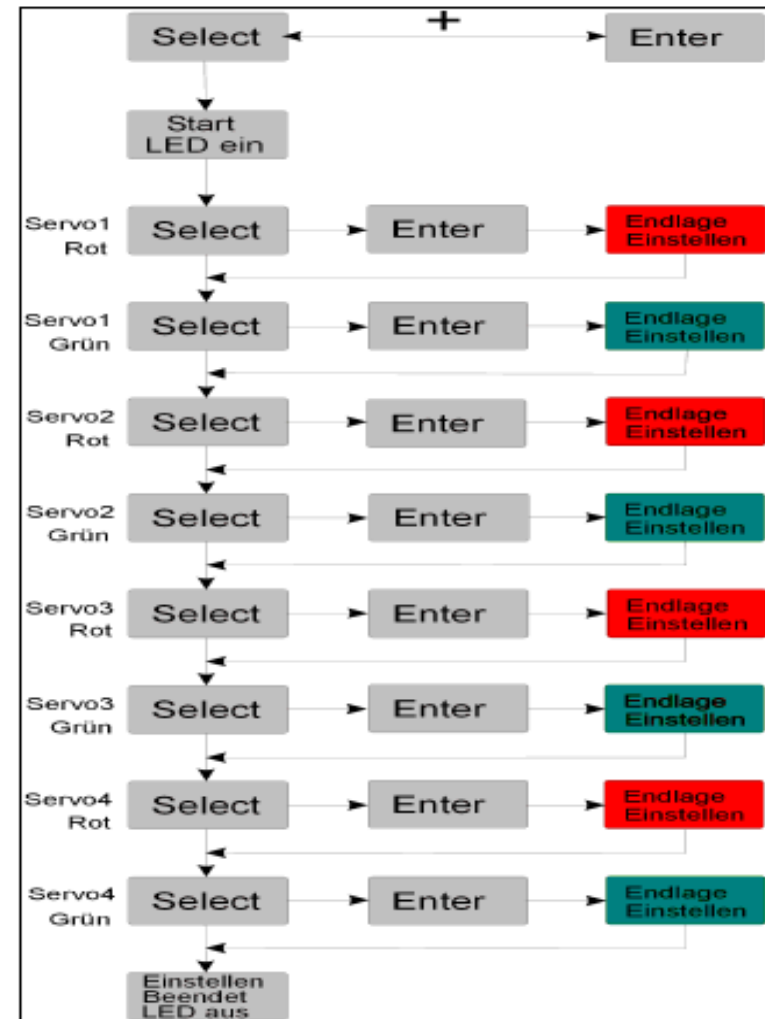 Select + Enter
Start
LED ein
Servo1
Rot
Select Enter Endlage
Einstellen
Servo1
Grün
Select Enter Endlage
Einstellen
Servo2
Rot
Select Enter Endlage
Einstellen
Servo2
Grün
Select Enter Endlage
Einstellen
Servo3
Rot
Select Enter Endlage
Einstellen
Servo3
Grün
Select Enter Endlage
Einstellen
Servo4
Rot
Select Enter Endlage
Einstellen
Servo4
Grün
Select Enter Endlage
Einstellen
Einstellen
Beendet
LED aus